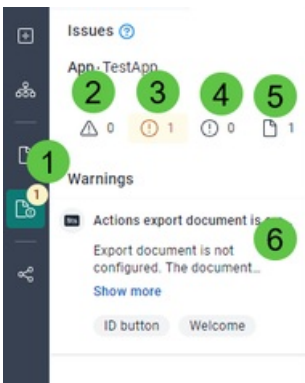 Issues ?
App: TestApp
2 3 4 5
0 1 0 1
1
1
Warnings
Actions export document is
6
Export document is not
configured. The document...
Show more
ID button Welcome